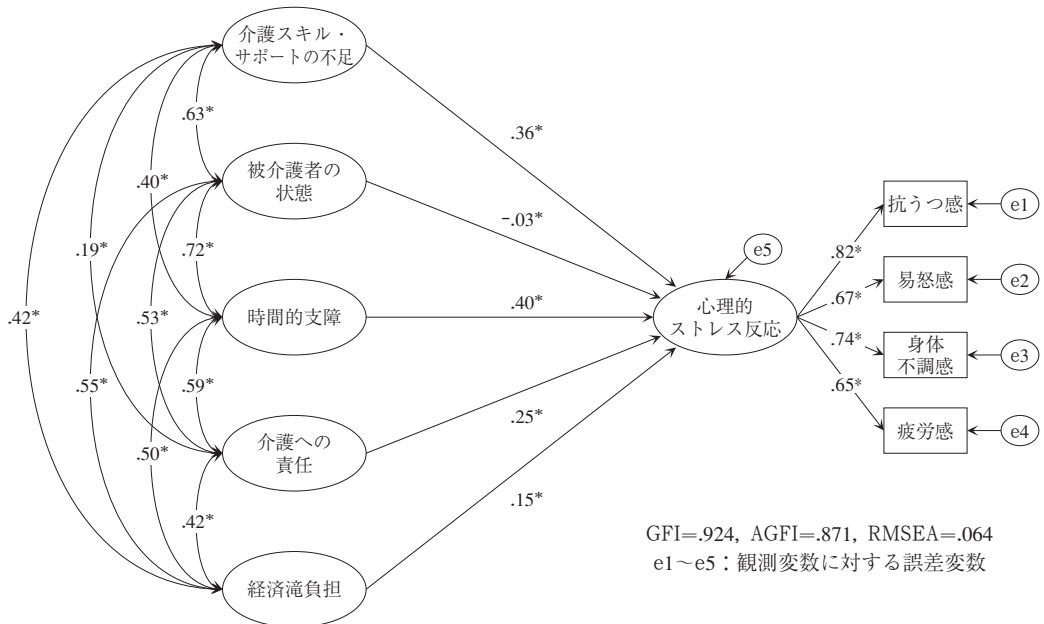 介護スキル・
サポートの不足
.63*
.36*
被介護者の
状態
.40*
-.03*
抗うつ感
e1
.19*
.72*
e5
.82*
易怒感
e2
.42*
.53*
時間的支障
.40*
心理的
ストレス反応
.67*
.74*
身体
不調感
e3
.55*
.59*
.65*
.25*
疲労感
e4
介護への
責任
.50*
.42*
.15*
経済滝負担
GFI=.924, AGFI=.871, RMSEA=.064
e1~e5:観測変数に対する誤差変数